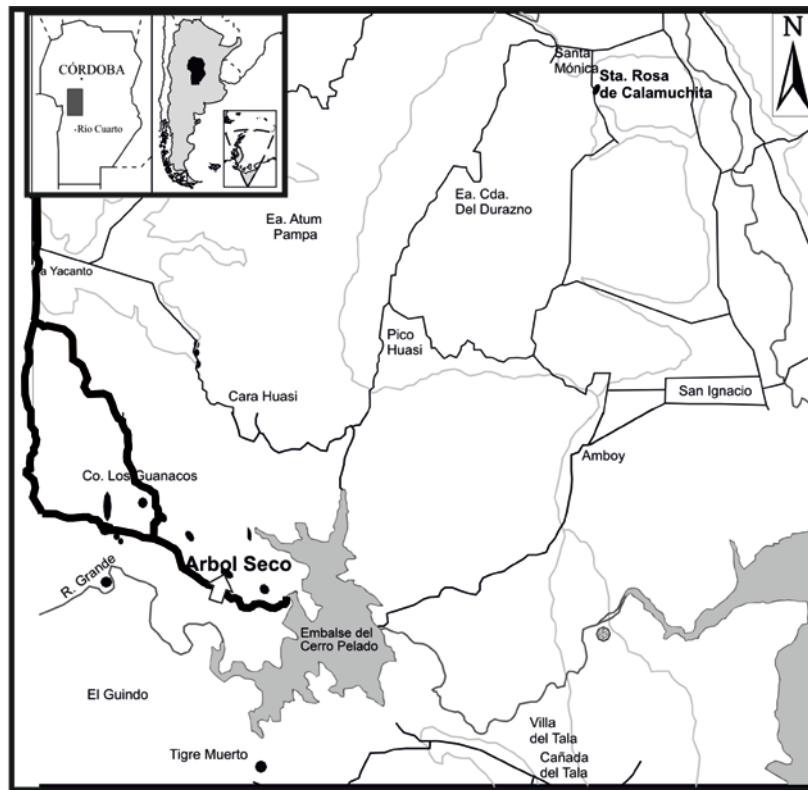 CÓRDOBA
Río Cuarto
N
Santa
Mónica
Sta. Rosa
de Calamuchita
Ea. Cda.
Del Durazno
Ea. Atum
Pampa
a Yacanto
Pico
Huasi
Cara Huasi
San Ignacio
Amboy
Co. Los Guanacos
Arbol Seco
R. Grande
Embalse del
Cerro Pelado
El Guindo
Villa
del Tala
Tigre Muerto
Cañada
del Tala